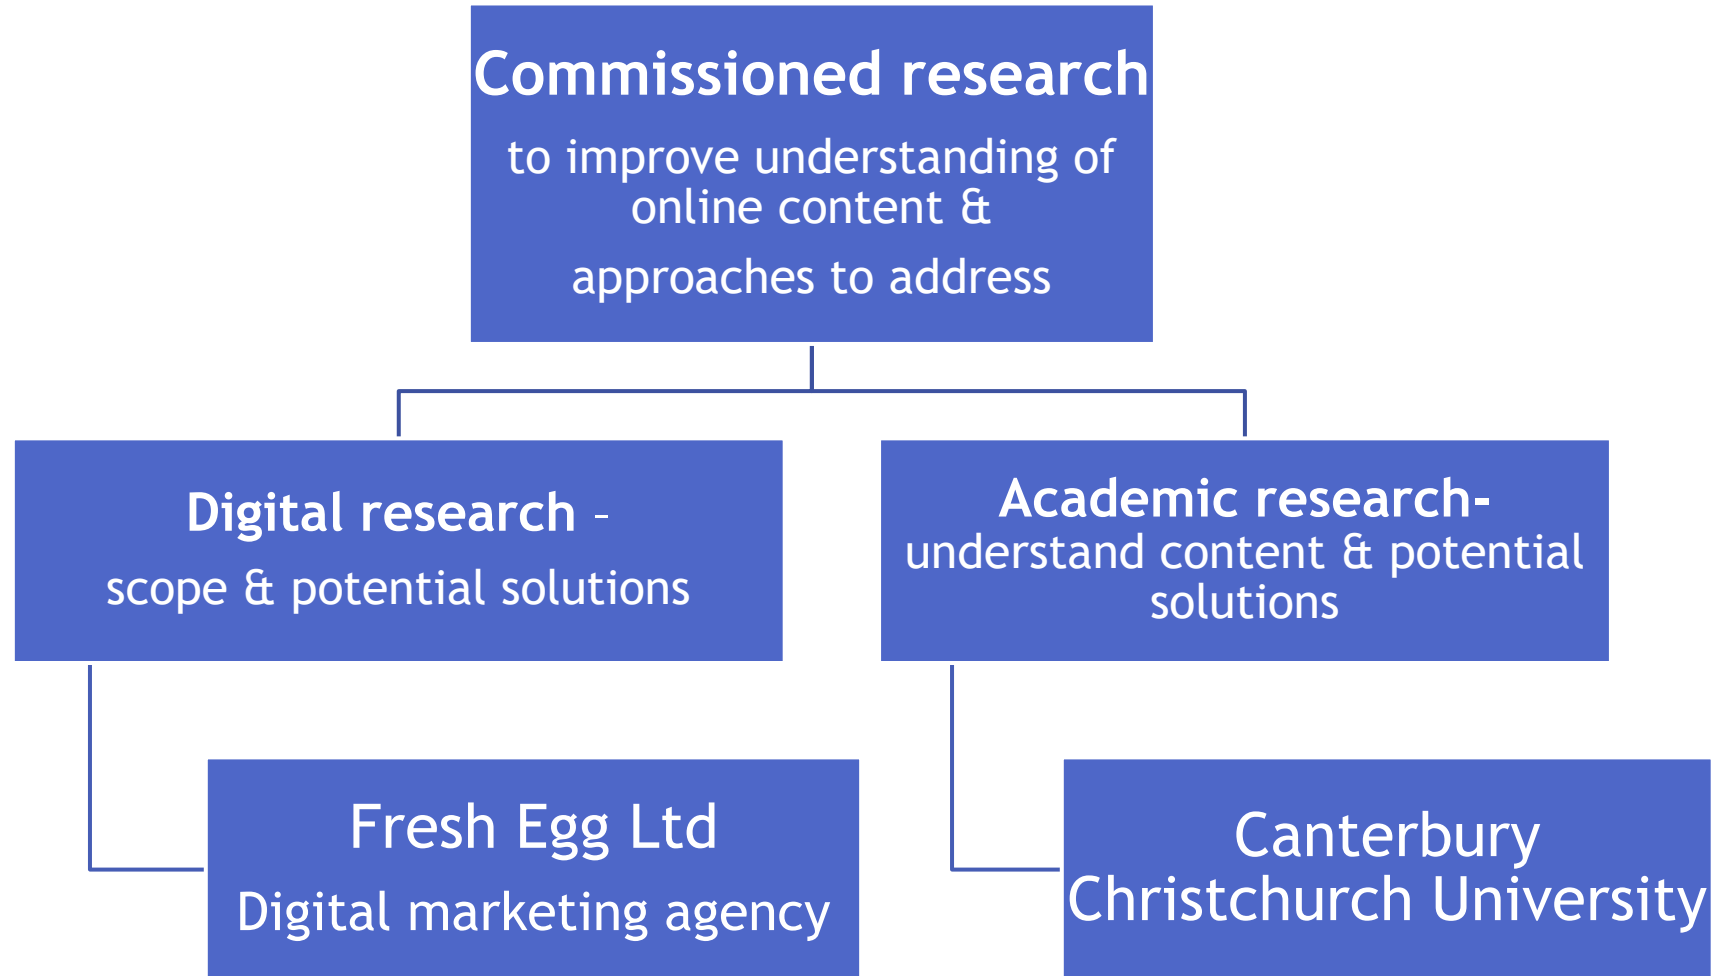 Commissioned research
to improve understanding of
online content &
approaches to address
Digital research –
scope & potential solutions
Academic research-
understand content & potential
solutions
Fresh Egg Ltd
Digital marketing agency
Canterbury
Christchurch University